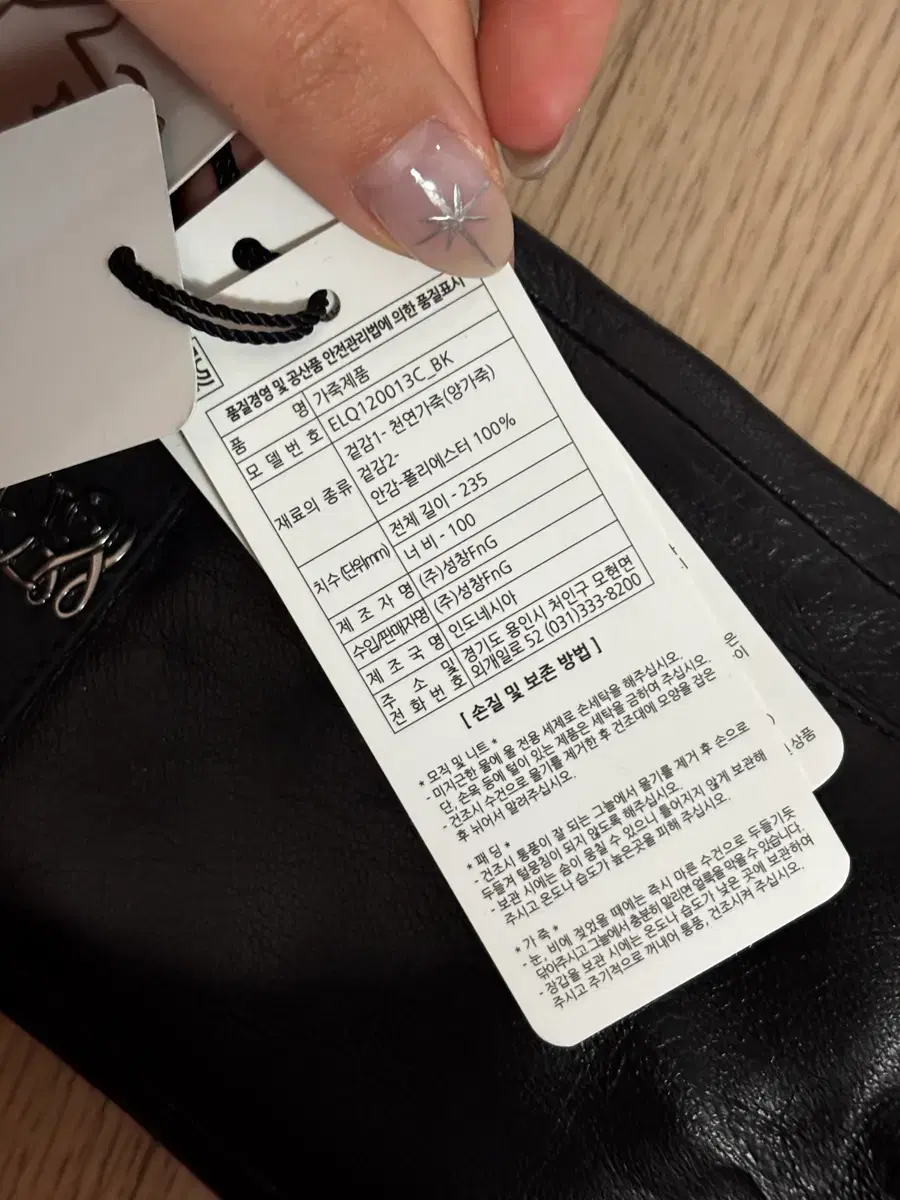 품질경영 및 공산품 안전관리법에 의한 품질표시
품 명 가죽제품
모 델 번 호 ELQ120013C_BK
재료의 종류 겉감1- 천연가죽(양가죽)
겉감2-
안감-폴리에스터 100%
치수(단위mm) 전체 길이 - 235
너 비 - 100
제 조 자 명 (주)성창FnG
수입/판매자명 (주)성창FnG
제 조 국 명 인도네시아
주 소 및 경기도 용인시 처인구 모현면
전 화 번 호 외개일로 52 (031)333-8200
[ 손질 및 보존 방법 ]
* 모직 및 니트 *
- 미지근한 물에 울 전용 세제로 손세탁을 해주십시오.
단, 손목 등에 털이 있는 제품은 세탁을 금하여 주십시오.
- 건조시 수건으로 물기를 제거한 후 건조대에 모양을 잡은
후 뉘어서 말려주십시오.
* 패 딩 *
- 건조시 통풍이 잘 되는 그늘에서 물기를 제거 후 손으로
두들겨 털뭉침이 되지 않도록 해주십시오.
- 보관 시에는 솜이 뭉칠 수 있으니 틀어지지 않게 보관해
주시고 온도나 습도가 높은곳을 피해 주십시오.
* 가 죽 *
- 눈, 비에 젖었을 때에는 즉시 마른 수건으로 두들기듯
닦아주시고 그늘에서 충분히 말리면 얼룩을 막을 수 있습니다.
- 장갑을 보관 시에는 온도나 습도가 낮은 곳에 보관하여
주시고 주기적으로 꺼내어 통풍, 건조시켜 주십시오.
은
이
상품